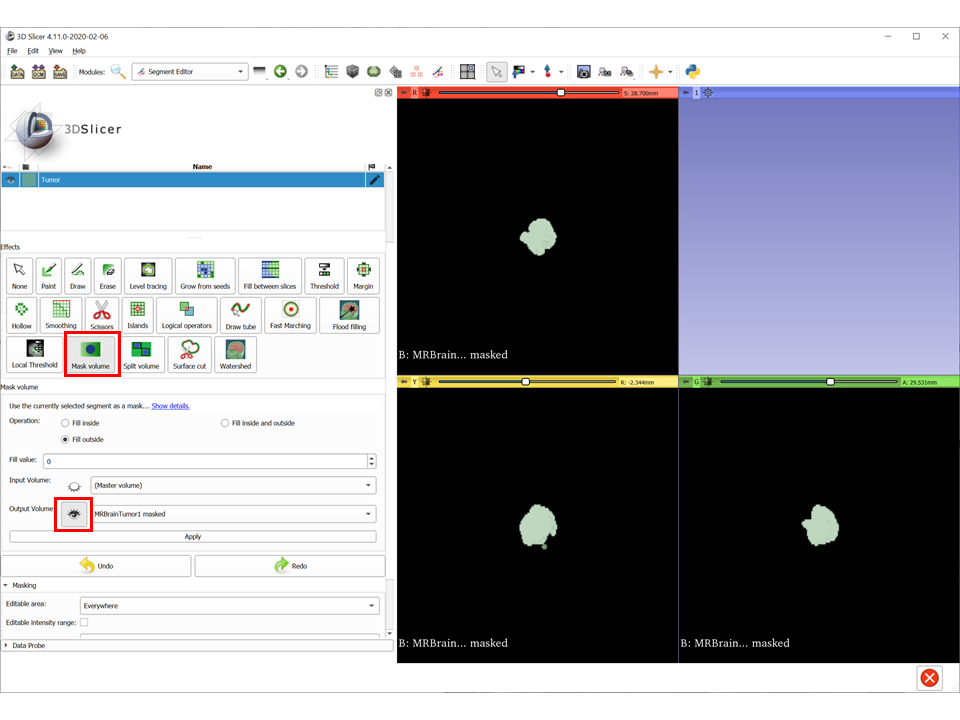 3D Slicer 4.11.0-2020-02-06
File Edit View Help
DATA DCM SAVE Modules: Segment Editor
R S: 28.700mm 1
3DSlicer
Name
Tumor
Effects
None Paint Draw Erase Level tracing Grow from seeds Fill between slices Threshold Margin
Hollow Smoothing Scissors Islands Logical operators Draw tube Fast Marching Flood filling
Local Threshold Mask volume Split volume Surface cut Watershed
B: MRBrain... masked
Y R: -2.344mm G A: 29.531mm
Mask volume
Use the currently selected segment as a mask.... Show details.
Operation: Fill inside Fill inside and outside
Fill outside
Fill value: 0
Input Volume: (Master volume)
Output Volume: MRBrainTumor1 masked
Apply
Undo Redo
Masking
Editable area: Everywhere
Editable intensity range:
B: MRBrain... masked B: MRBrain... masked
Data Probe